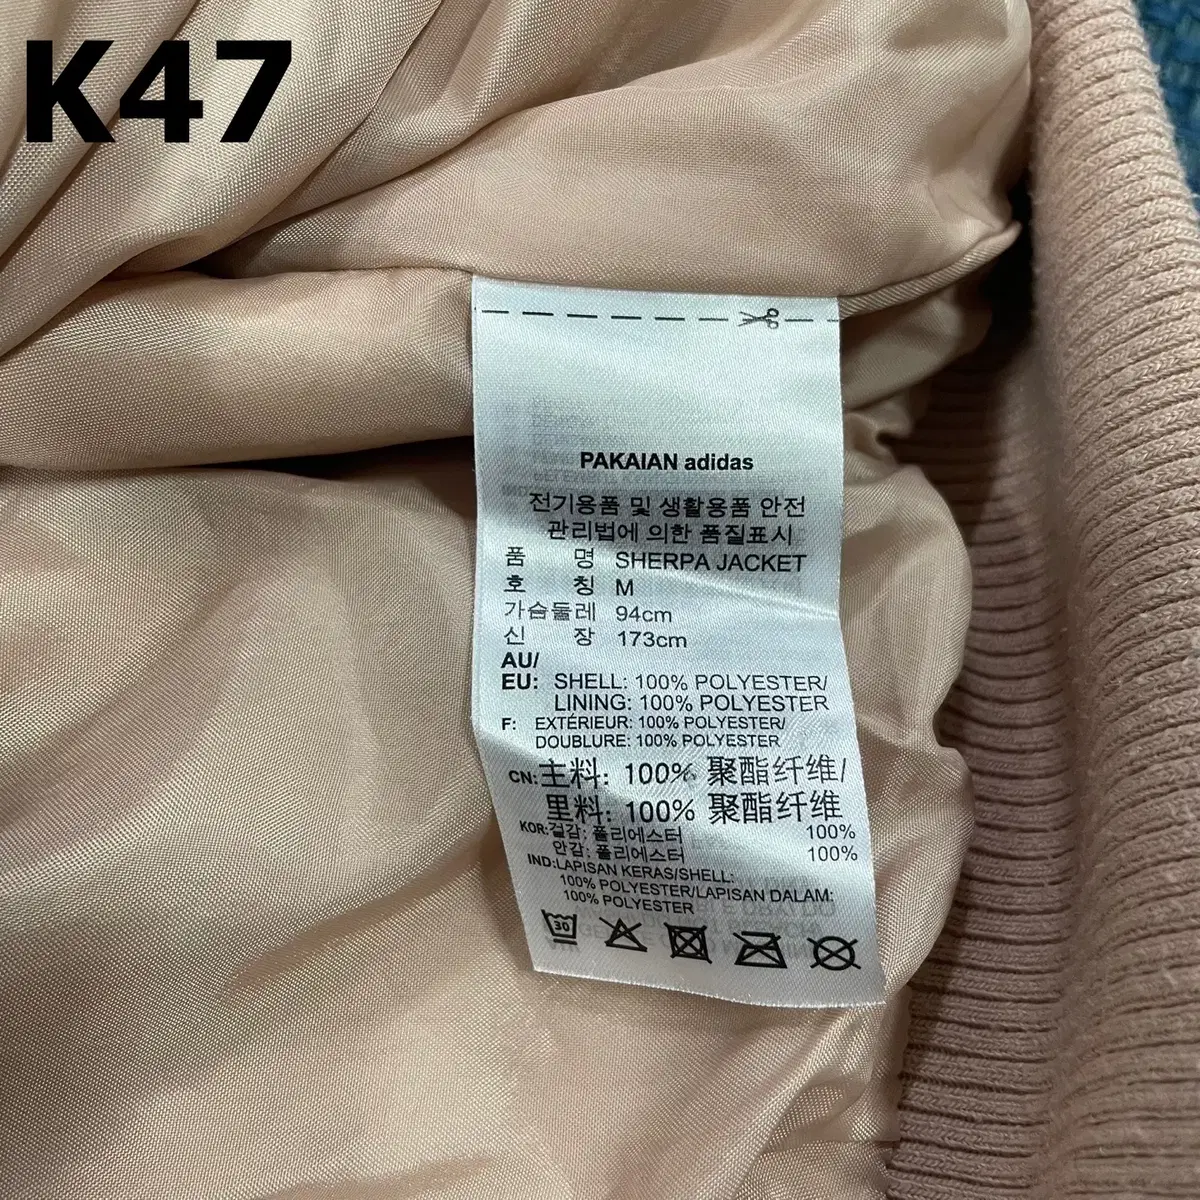 K47
PAKAIAN adidas
전기용품 및 생활용품 안전
관리법에 의한 품질표시
품 명 SHERPA JACKET
호 칭 M
가슴둘레 94cm
신 장 173cm
AU/
EU: SHELL: 100% POLYESTER/
LINING: 100% POLYESTER
F: EXTÉRIEUR: 100% POLYESTER/
DOUBLURE: 100% POLYESTER
CN: 主料: 100% 聚酯纤维/
里料: 100% 聚酯纤维
KOR: 겉감: 폴리에스터 100%
안감: 폴리에스터 100%
IND: LAPISAN KERAS/SHELL:
100% POLYESTER/LAPISAN DALAM:
100% POLYESTER
30